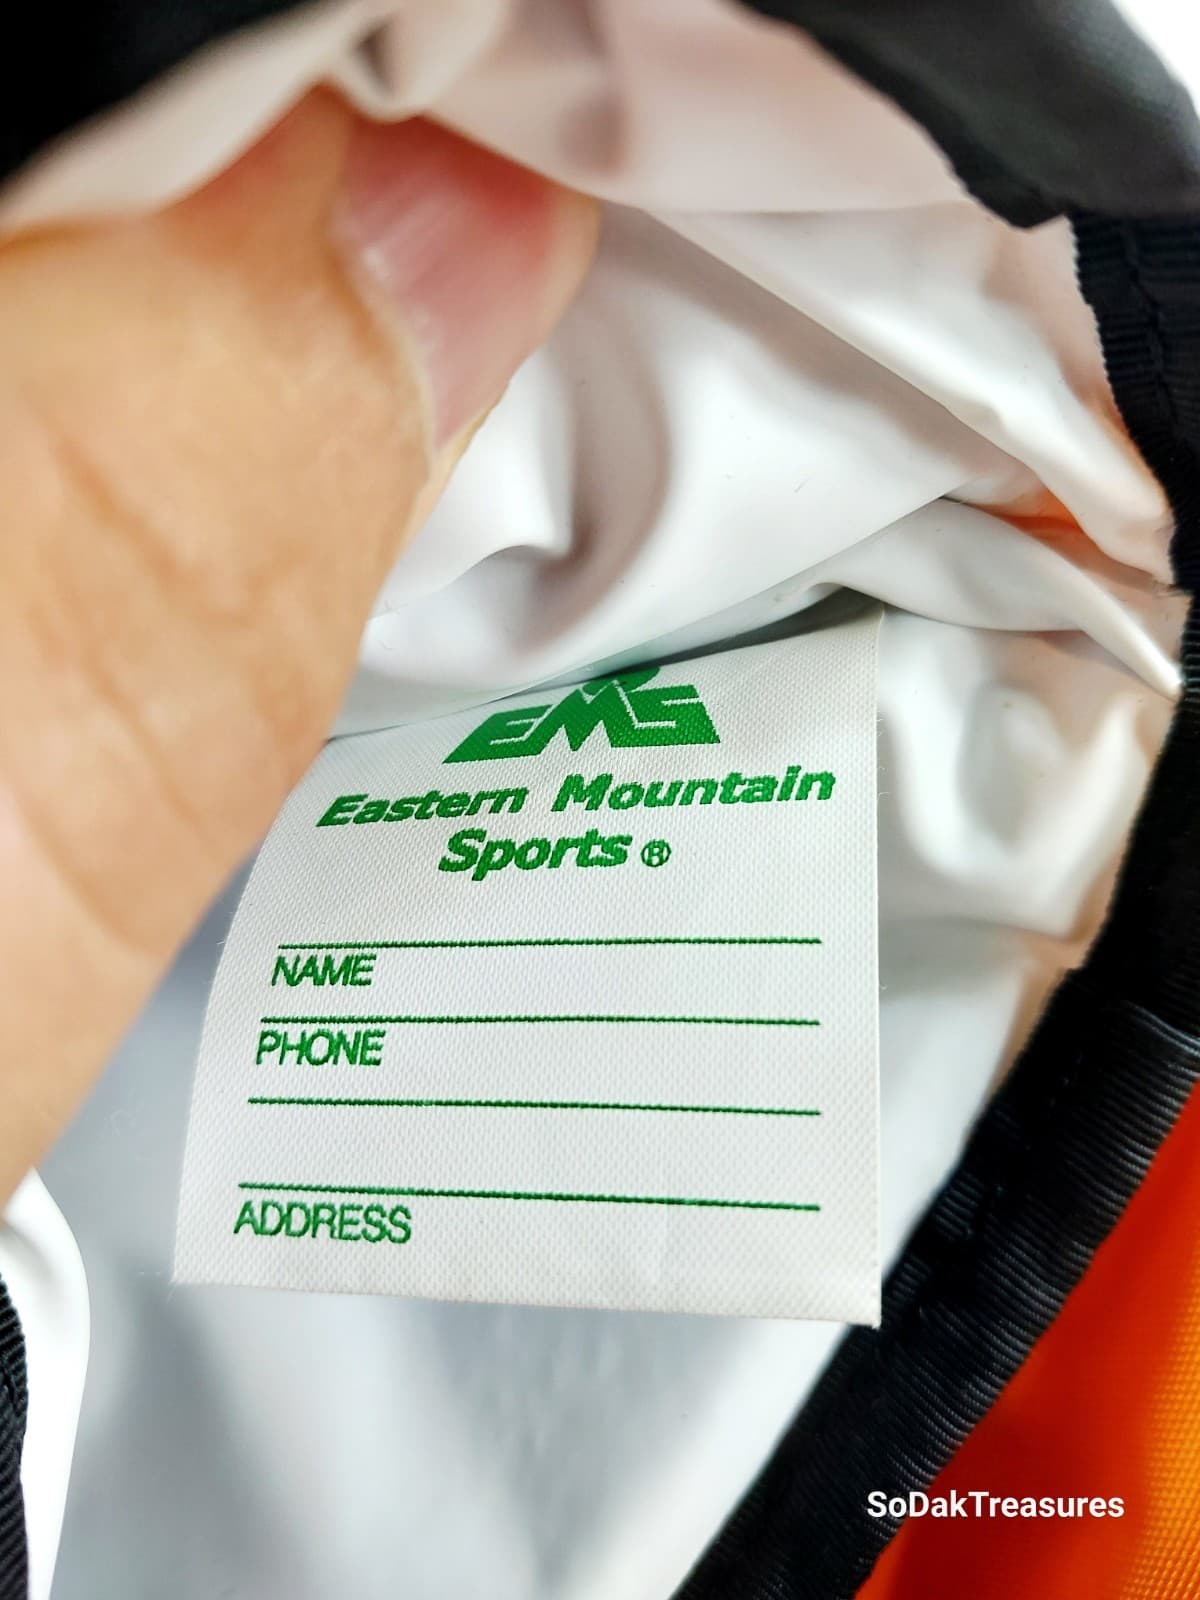 EMS
Eastern Mountain
Sports ®
NAME
PHONE
ADDRESS
SoDakTreasures